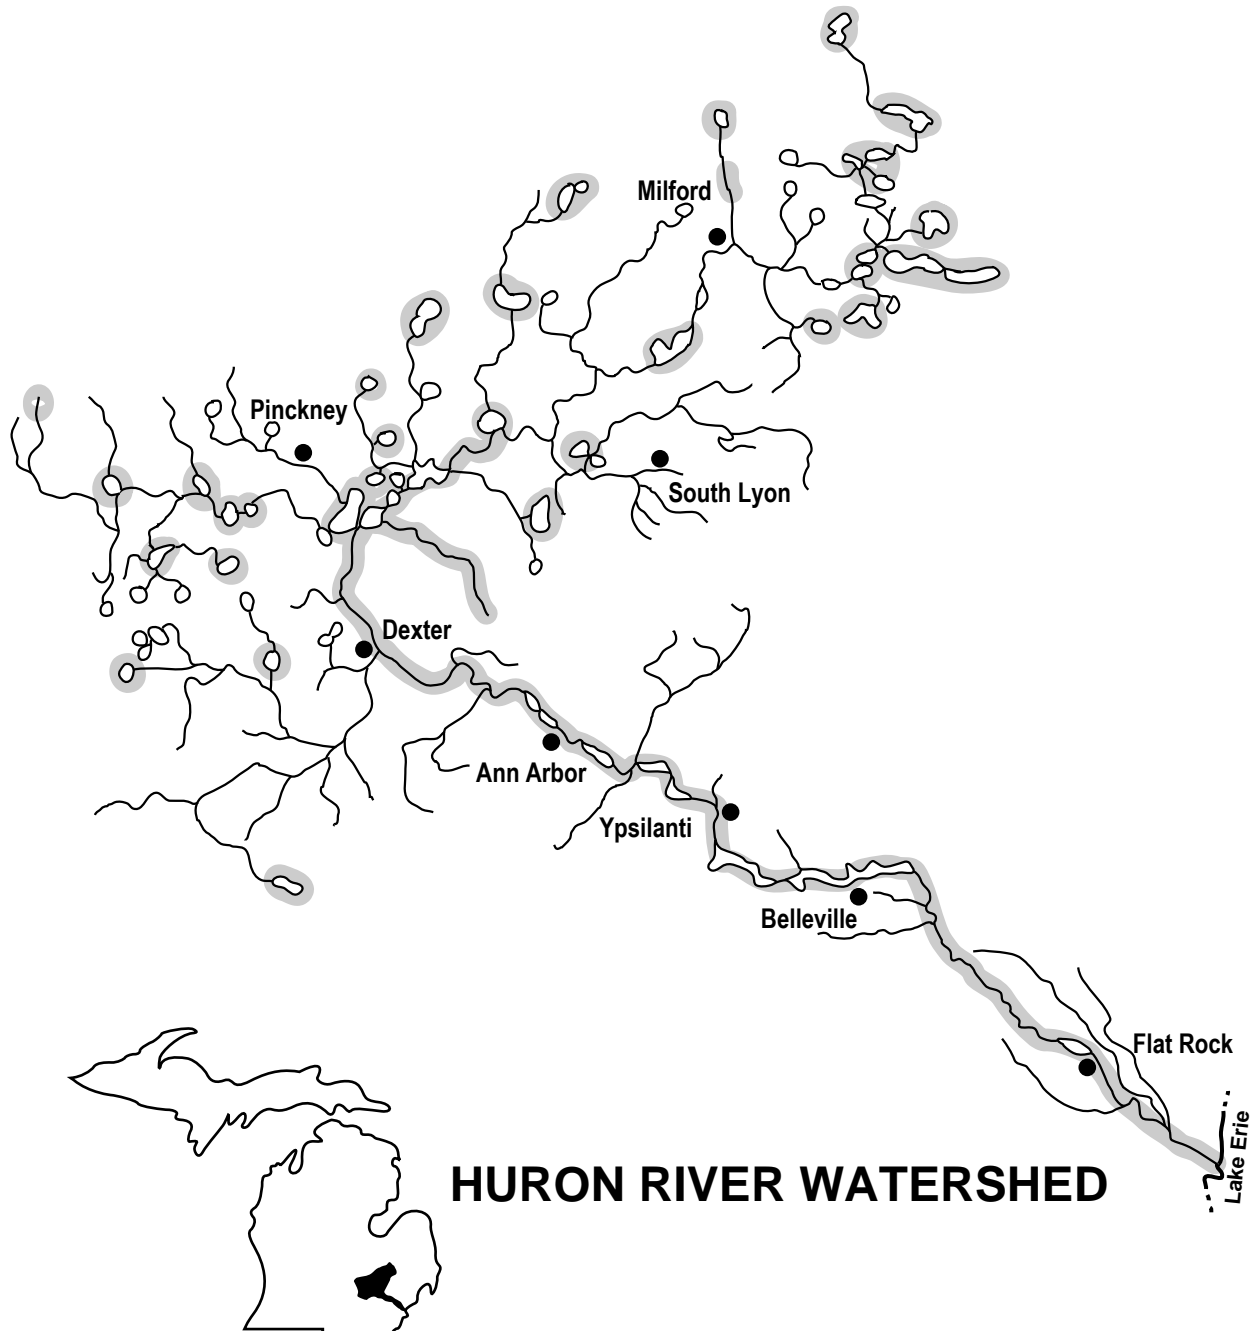 Milford
Pinckney
South Lyon
Dexter
Ann Arbor
Ypsilanti
Belleville
Flat Rock
Lake Erie
HURON RIVER WATERSHED